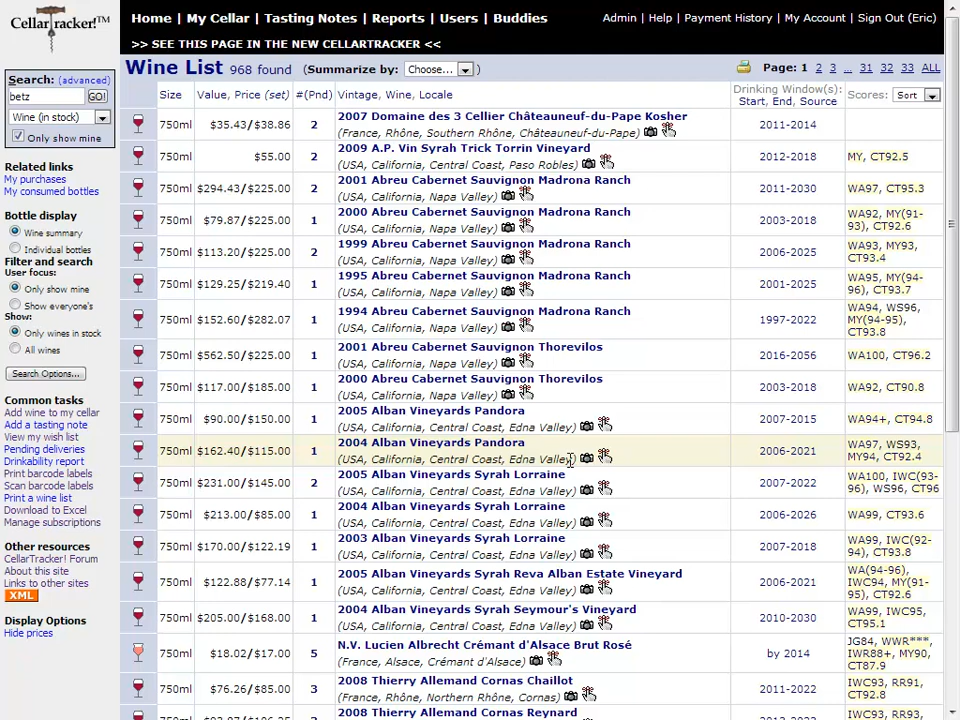 CellarTracker!
Home | My Cellar | Tasting Notes | Reports | Users | Buddies
Admin | Help | Payment History | My Account | Sign Out (Eric)
>> SEE THIS PAGE IN THE NEW CELLARTRACKER <<
Search: (advanced)
betz GO!
Wine (in stock)
Only show mine
Related links
My purchases
My consumed bottles
Bottle display
Wine summary
Individual bottles
Filter and search
User focus:
Only show mine
Show everyone's
Show:
Only wines in stock
All wines
Search Options...
Common tasks
Add wine to my cellar
Add a tasting note
View my wish list
Pending deliveries
Drinkability report
Print barcode labels
Scan barcode labels
Print a wine list
Download to Excel
Manage subscriptions
Other resources
CellarTracker! Forum
About this site
Links to other sites
XML
Display Options
Hide prices
Wine List 968 found (Summarize by: Choose... ) Page: 1 2 3 ... 31 32 33 ALL
Size Value, Price (set) #(Pnd) Vintage, Wine, Locale Drinking Window(s): Start, End, Source Scores: Sort
750ml $35.43/$38.86 2 2007 Domaine des 3 Cellier Châteauneuf-du-Pape Kosher 2011-2014
(France, Rhône, Southern Rhône, Châteauneuf-du-Pape)
750ml $55.00 2 2009 A.P. Vin Syrah Trick Torrin Vineyard 2012-2018 MY, CT92.5
(USA, California, Central Coast, Paso Robles)
750ml $294.43/$225.00 2 2001 Abreu Cabernet Sauvignon Madrona Ranch 2011-2030 WA97, CT95.3
(USA, California, Napa Valley)
750ml $79.87/$225.00 1 2000 Abreu Cabernet Sauvignon Madrona Ranch 2003-2018 WA92, MY(91-93), CT92.6
(USA, California, Napa Valley)
750ml $113.20/$225.00 2 1999 Abreu Cabernet Sauvignon Madrona Ranch 2006-2025 WA93, MY93, CT93.4
(USA, California, Napa Valley)
750ml $129.25/$219.40 1 1995 Abreu Cabernet Sauvignon Madrona Ranch 2001-2025 WA95, MY(94-96), CT93.7
(USA, California, Napa Valley)
750ml $152.60/$282.07 1 1994 Abreu Cabernet Sauvignon Madrona Ranch 1997-2022 WA94, WS96, MY(94-95), CT93.8
(USA, California, Napa Valley)
750ml $562.50/$225.00 1 2001 Abreu Cabernet Sauvignon Thorevilos 2016-2056 WA100, CT96.2
(USA, California, Napa Valley)
750ml $117.00/$185.00 1 2000 Abreu Cabernet Sauvignon Thorevilos 2003-2018 WA92, CT90.8
(USA, California, Napa Valley)
750ml $90.00/$150.00 1 2005 Alban Vineyards Pandora 2007-2015 WA94+, CT94.8
(USA, California, Central Coast, Edna Valley)
750ml $162.40/$115.00 1 2004 Alban Vineyards Pandora 2006-2021 WA97, WS93, MY94, CT92.4
(USA, California, Central Coast, Edna Valley)
750ml $231.00/$145.00 2 2005 Alban Vineyards Syrah Lorraine 2007-2022 WA100, IWC(93-96), WS96, CT96
(USA, California, Central Coast, Edna Valley)
750ml $213.00/$85.00 1 2004 Alban Vineyards Syrah Lorraine 2006-2026 WA99, CT93.6
(USA, California, Central Coast, Edna Valley)
750ml $170.00/$122.19 1 2003 Alban Vineyards Syrah Lorraine 2007-2018 WA99, IWC(92-94), CT93.8
(USA, California, Central Coast, Edna Valley)
750ml $122.88/$77.14 1 2005 Alban Vineyards Syrah Reva Alban Estate Vineyard 2006-2021 WA(94-96), IWC94, MY(91-95), CT92.6
(USA, California, Central Coast, Edna Valley)
750ml $205.00/$168.00 1 2004 Alban Vineyards Syrah Seymour's Vineyard 2010-2030 WA99, IWC95, CT95.1
(USA, California, Central Coast, Edna Valley)
750ml $18.02/$17.00 5 N.V. Lucien Albrecht Crémant d'Alsace Brut Rosé by 2014 JG84, WWR***, IWR88+, MY90, CT87.9
(France, Alsace, Crémant d'Alsace)
750ml $76.26/$85.00 3 2008 Thierry Allemand Cornas Chaillot 2011-2022 IWC93, RR91, CT92.8
(France, Rhône, Northern Rhône, Cornas)
2008 Thierry Allemand Cornas Reynard IWC93, RR93,